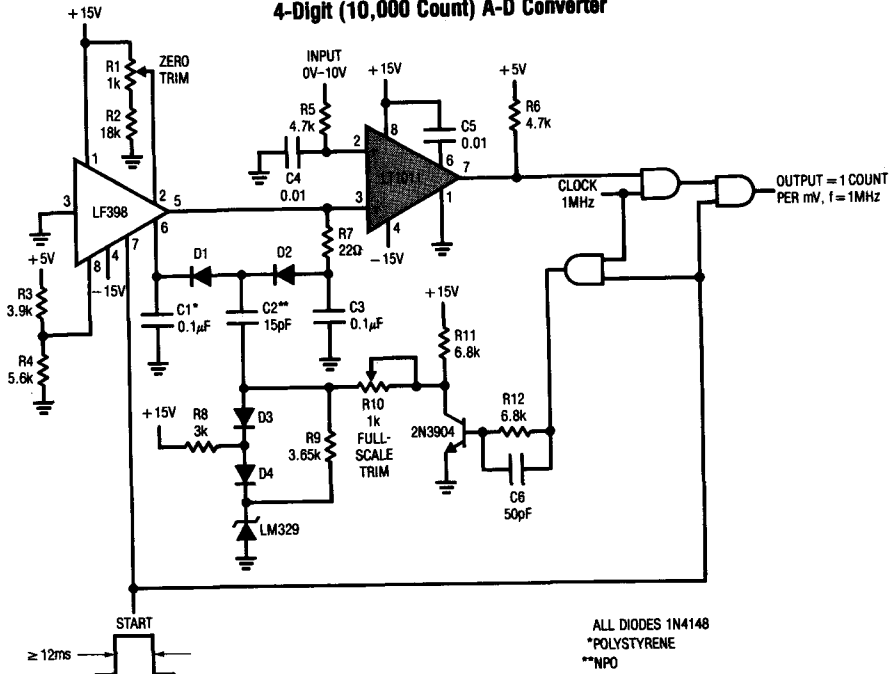 4-Digit (10,000 Count) A-D Converter
+15V
R1
1k
ZERO
TRIM
R2
18k
INPUT
0V–10V
R5
4.7k
C4
0.01
+15V
C5
0.01
+5V
R6
4.7k
1
2
3
4
5
6
7
8
LF398
2
3
8
6
7
1
4
LT1011
-15V
CLOCK
1MHz
OUTPUT = 1 COUNT
PER mV, f = 1MHz
+5V
R3
3.9k
R4
5.6k
-15V
D1
D2
R7
22Ω
C1*
0.1µF
C2**
15pF
C3
0.1µF
+15V
R11
6.8k
+15V
R8
3k
D3
D4
R9
3.65k
R10
1k
FULL-
SCALE
TRIM
2N3904
R12
6.8k
C6
50pF
LM329
START
≥12ms
ALL DIODES 1N4148
*POLYSTYRENE
**NPO